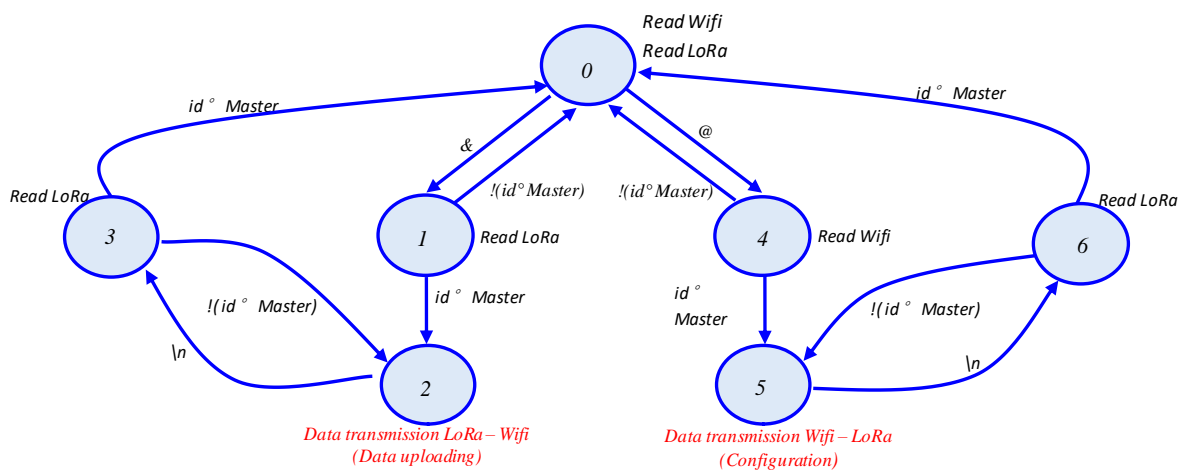 Read Wifi
Read LoRa
0
id ° Master
id ° Master
&
@
!(id°Master)
!(id°Master)
Read LoRa
3
1
Read LoRa
4
Read Wifi
6
Read LoRa
id ° Master
id °
Master
!(id ° Master)
!(id ° Master)
\n
\n
2
5
Data transmission LoRa – Wifi
(Data uploading)
Data transmission Wifi – LoRa
(Configuration)